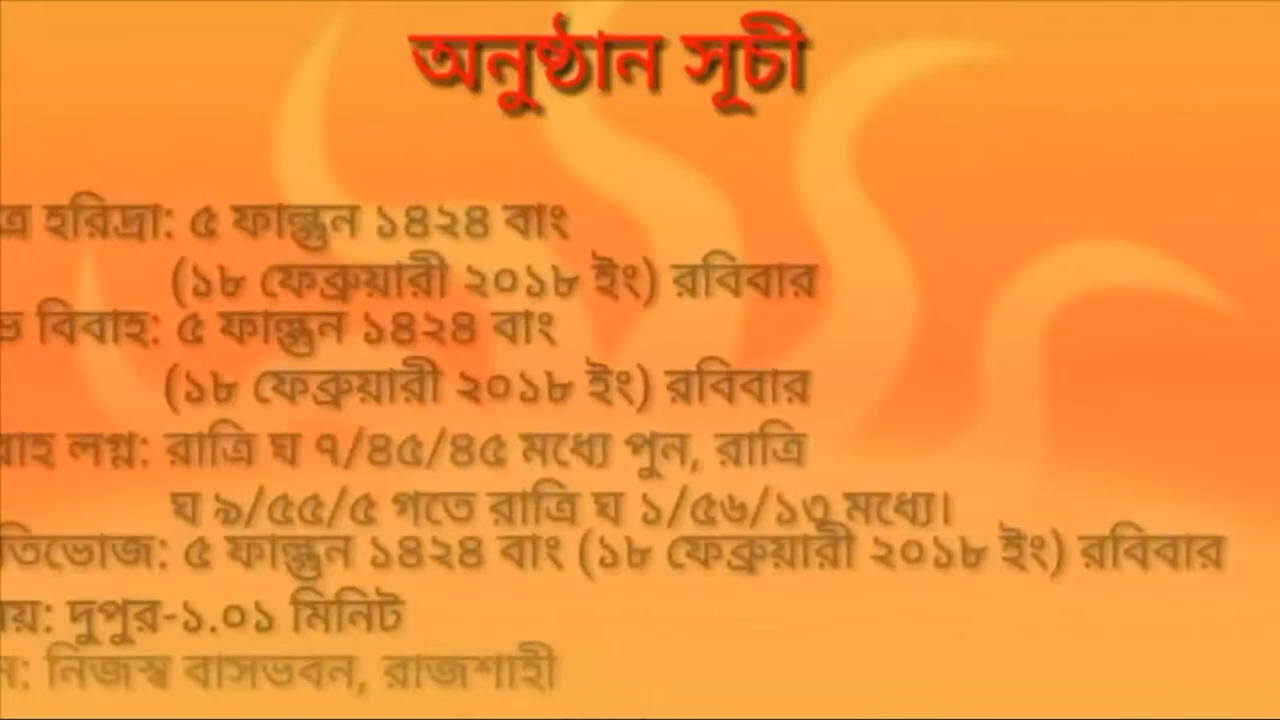 অনুষ্ঠান সূচী
ত্র হরিদ্রা: ৫ ফাল্গুন ১৪২৪ বাং
(১৮ ফেব্রুয়ারী ২০১৮ ইং) রবিবার
ভ বিবাহ: ৫ ফাল্গুন ১৪২৪ বাং
(১৮ ফেব্রুয়ারী ২০১৮ ইং) রবিবার
বাহ লগ্ন: রাত্রি ঘ ৭/৪৫/৪৫ মধ্যে পুন, রাত্রি
ঘ ৯/৫৫/৫ গতে রাত্রি ঘ ১/৫৬/১৩ মধ্যে।
তিভোজ: ৫ ফাল্গুন ১৪২৪ বাং (১৮ ফেব্রুয়ারী ২০১৮ ইং) রবিবার
ময়: দুপুর-১.০১ মিনিট
ন: নিজস্ব বাসভবন, রাজশাহী